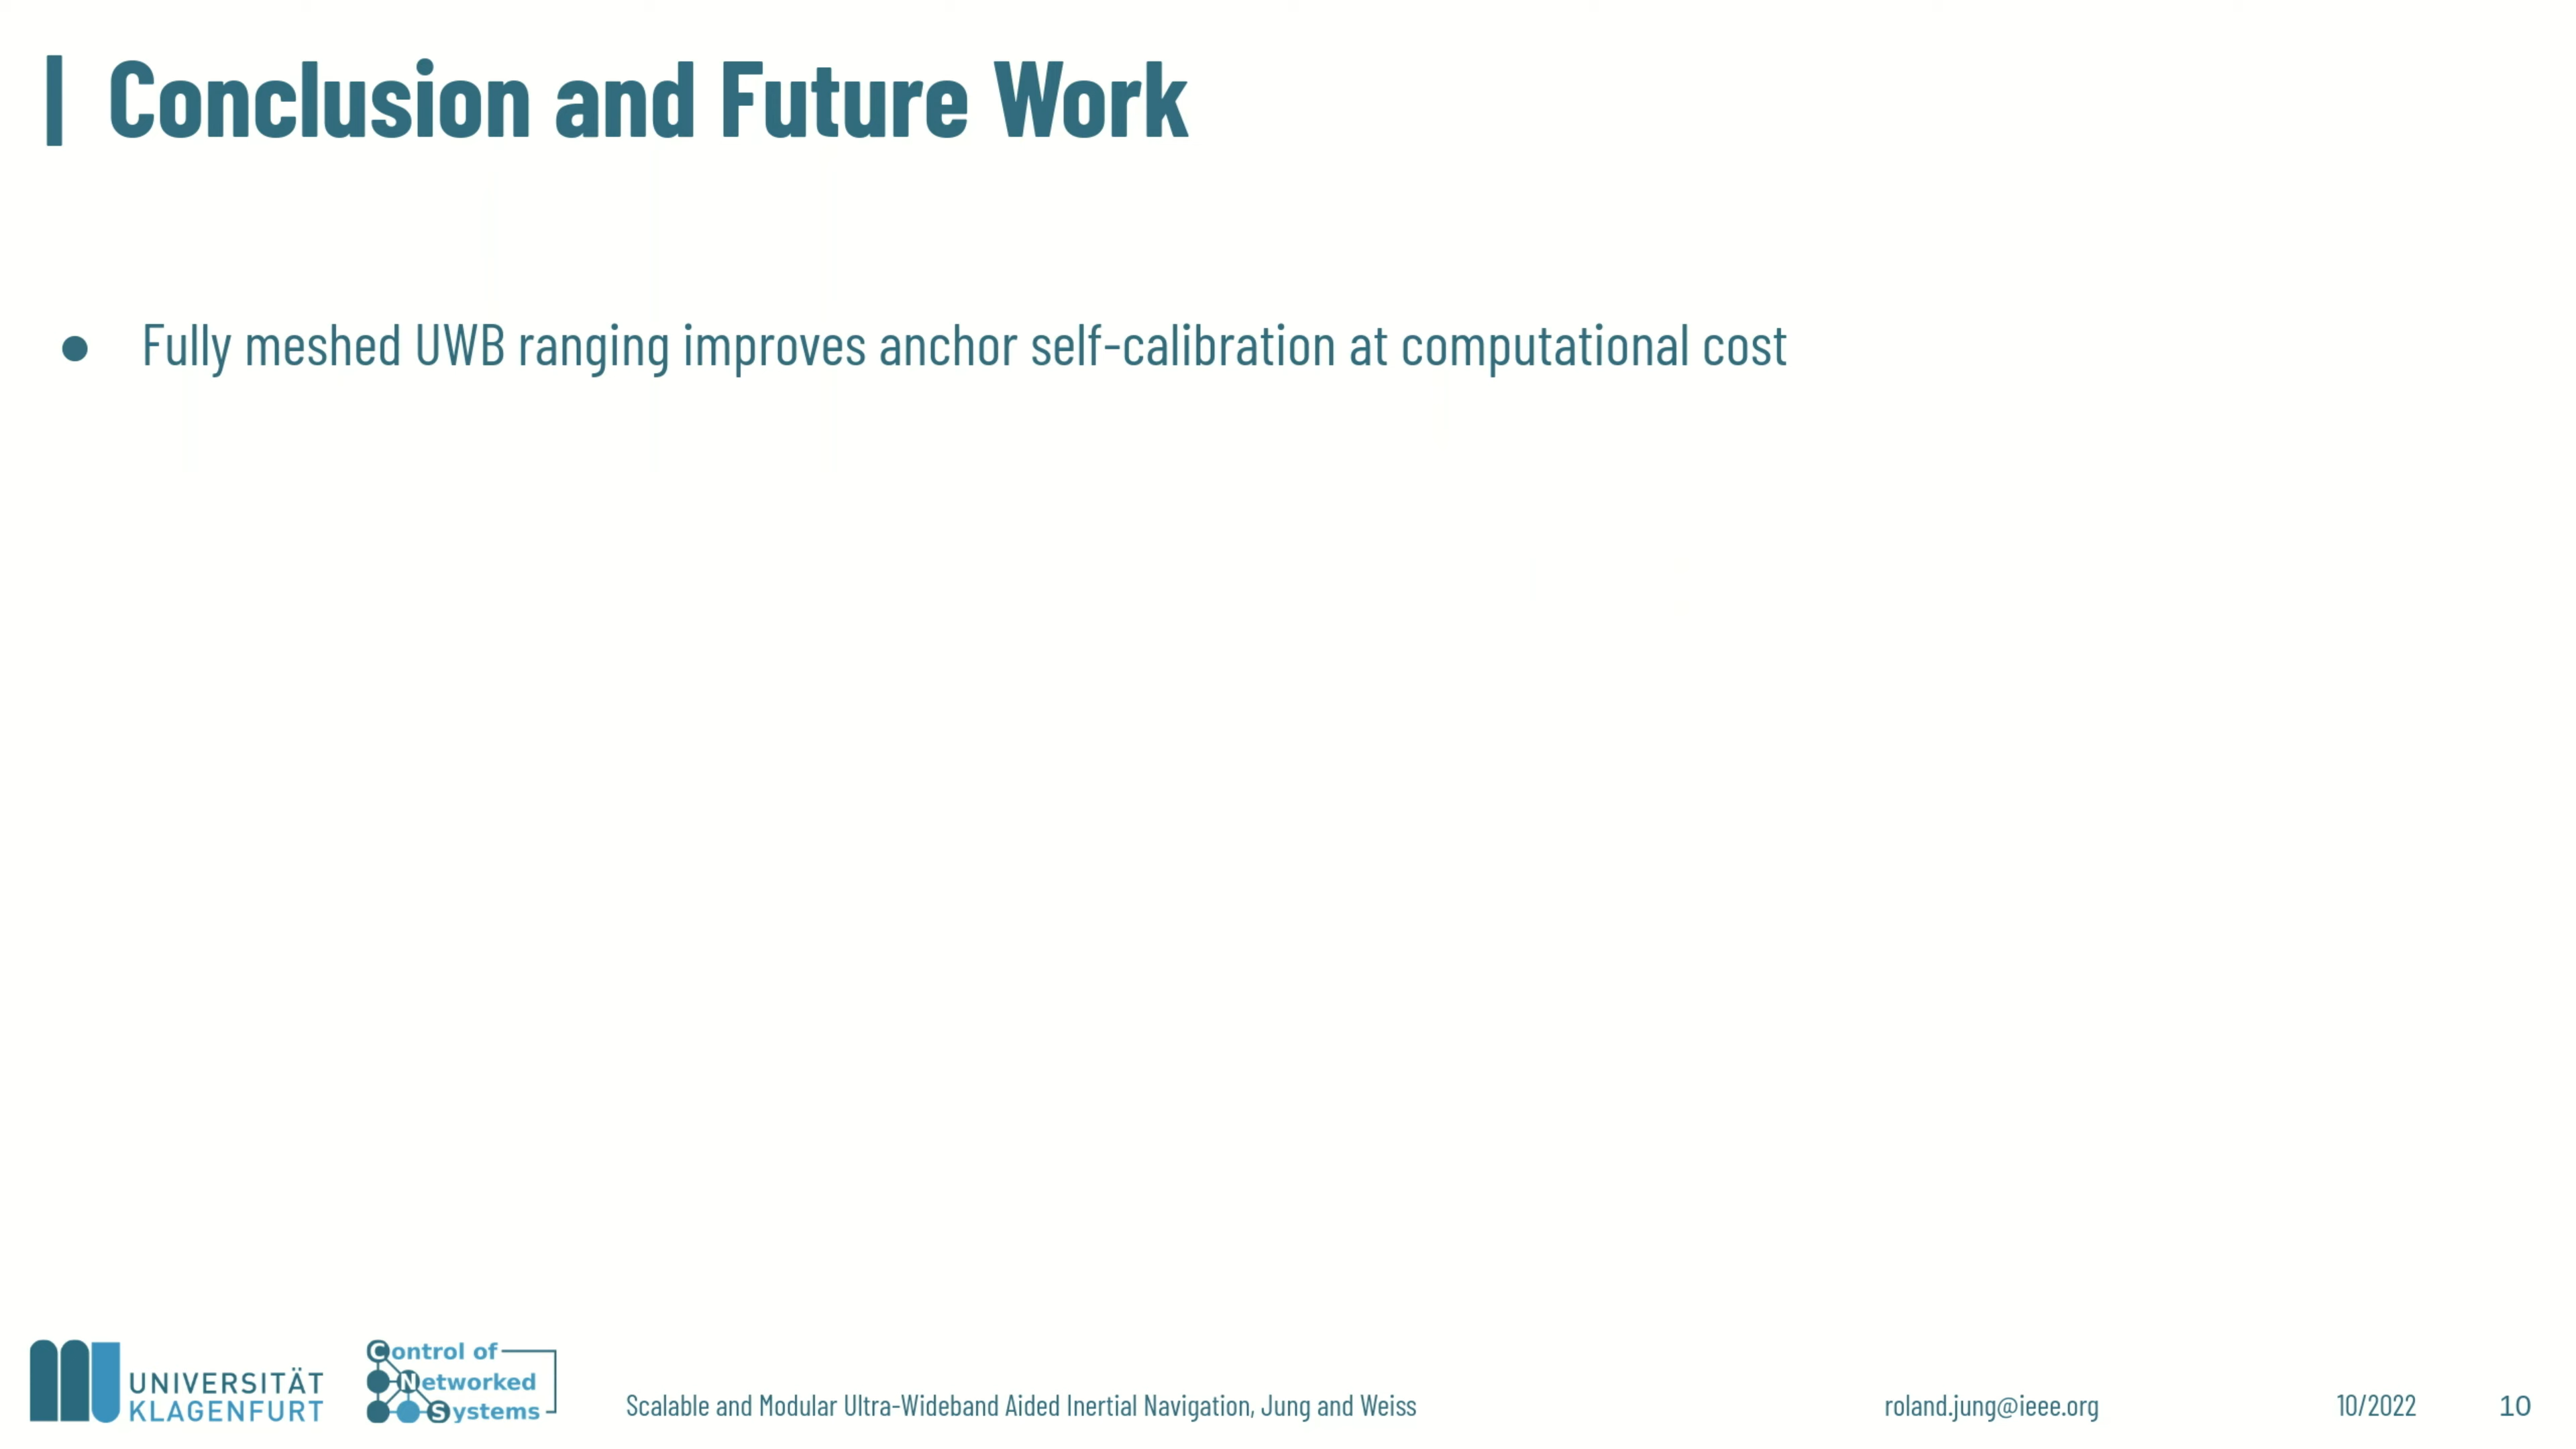 Conclusion and Future Work
● Fully meshed UWB ranging improves anchor self-calibration at computational cost
UNIVERSITÄT
KLAGENFURT
Control of
Networked
Systems
Scalable and Modular Ultra-Wideband Aided Inertial Navigation, Jung and Weiss
roland.jung@ieee.org
10/2022
10